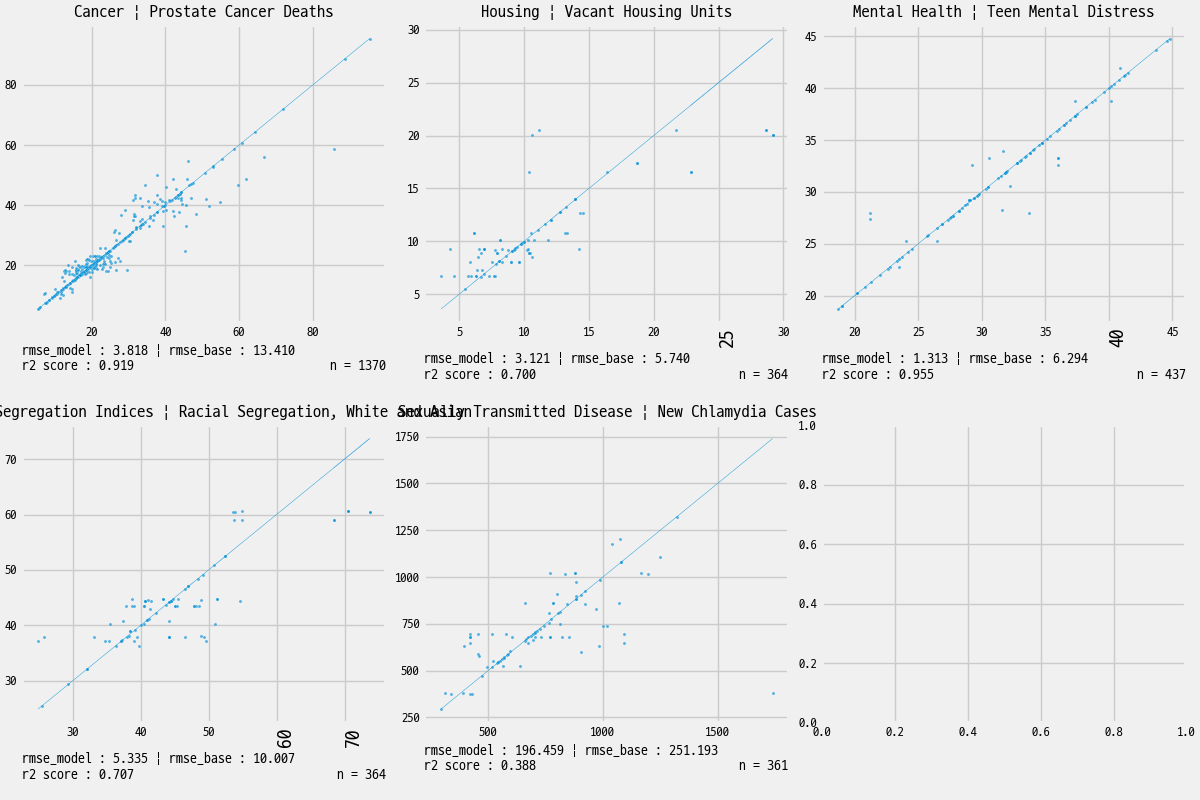 Cancer ¦ Prostate Cancer Deaths
80
60
40
20
20 40 60 80
rmse_model : 3.818 ¦ rmse_base : 13.410
r2 score : 0.919 n = 1370
Housing ¦ Vacant Housing Units
30
25
20
15
10
5
5 10 15 20 25 30
rmse_model : 3.121 ¦ rmse_base : 5.740
r2 score : 0.700 n = 364
Mental Health ¦ Teen Mental Distress
45
40
35
30
25
20
20 25 30 35 40 45
rmse_model : 1.313 ¦ rmse_base : 6.294
r2 score : 0.955 n = 437
Segregation Indices ¦ Racial Segregation, White and Asian
70
60
50
40
30
30 40 50 60 70
rmse_model : 5.335 ¦ rmse_base : 10.007
r2 score : 0.707 n = 364
Sexually Transmitted Disease ¦ New Chlamydia Cases
1750
1500
1250
1000
750
500
250
500 1000 1500
rmse_model : 196.459 ¦ rmse_base : 251.193
r2 score : 0.388 n = 361
1.0
0.8
0.6
0.4
0.2
0.0
0.0 0.2 0.4 0.6 0.8 1.0